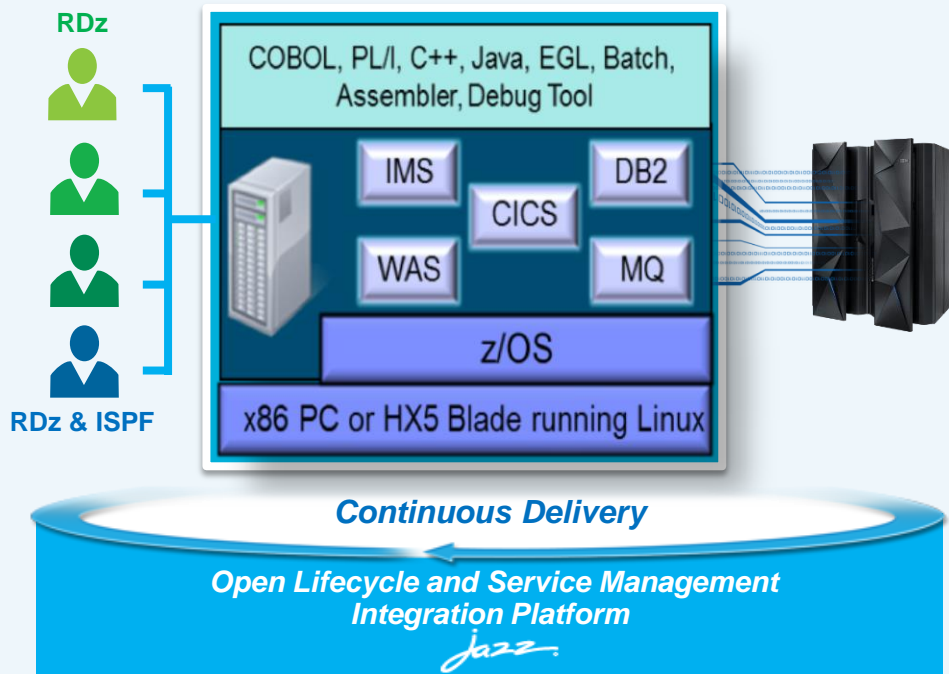 RDz
COBOL, PL/I, C++, Java, EGL, Batch,
Assembler, Debug Tool
IMS
DB2
CICS
WAS
MQ
z/OS
x86 PC or HX5 Blade running Linux
RDz & ISPF
Continuous Delivery
Open Lifecycle and Service Management
Integration Platform
jazz